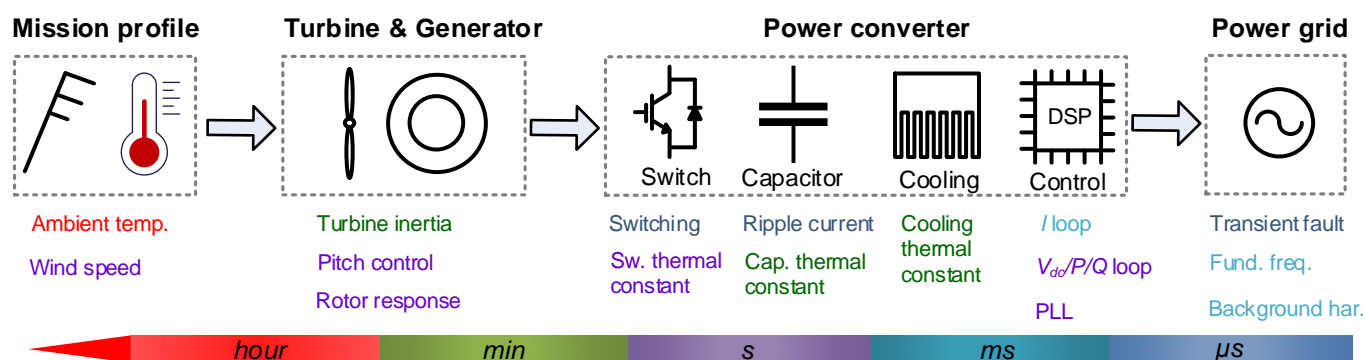 Mission profile
Turbine & Generator
Power converter
Power grid
DSP
Switch
Capacitor
Cooling
Control
Ambient temp.
Wind speed
Turbine inertia
Pitch control
Rotor response
Switching
Sw. thermal
constant
Ripple current
Cap. thermal
constant
Cooling
thermal
constant
I loop
Vdc/P/Q loop
PLL
Transient fault
Fund. freq.
Background har.
hour
min
s
ms
μs